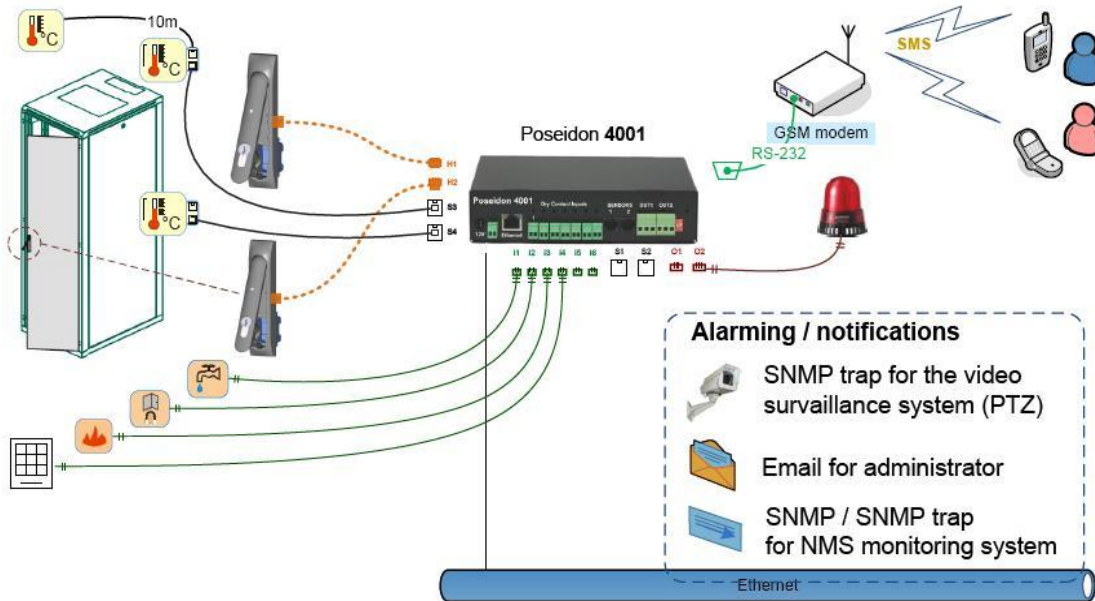 10m
°C
°C
SMS
Poseidon 4001
GSM modem
RS-232
H1
H2
Poseidon 4001
Dry Contact Inputs
SENSORS
1 2
OUT1 OUT2
12V
Ethernet
°C
S3
S4
I1 I2 I3 I4 I5 I6 S1 S2 O1 O2
Alarming / notifications
SNMP trap for the video
survaillance system (PTZ)
Email for administrator
SNMP / SNMP trap
for NMS monitoring system
Ethernet